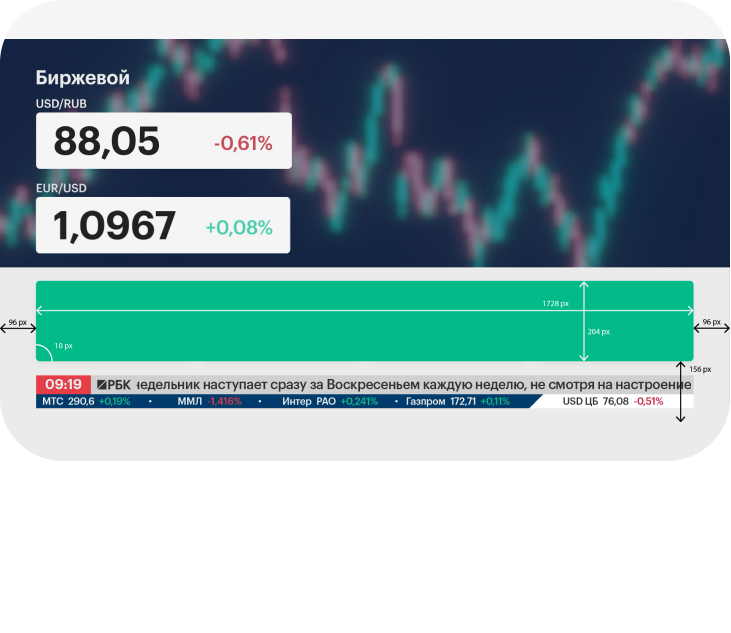 Биржевой
USD/RUB
88,05 -0,61%
EUR/USD
1,0967 +0,08%
1728 px
96 px
96 px
204 px
10 px
156 px
09:19 РБК недельник наступает сразу за Воскресеньем каждую неделю, не смотря на настроение
МТС 290,6 +0,19% • ММЛ -1,416% • Интер РАО +0,241% • Газпром 172,71 +0,11% USD ЦБ 76,08 -0,51%